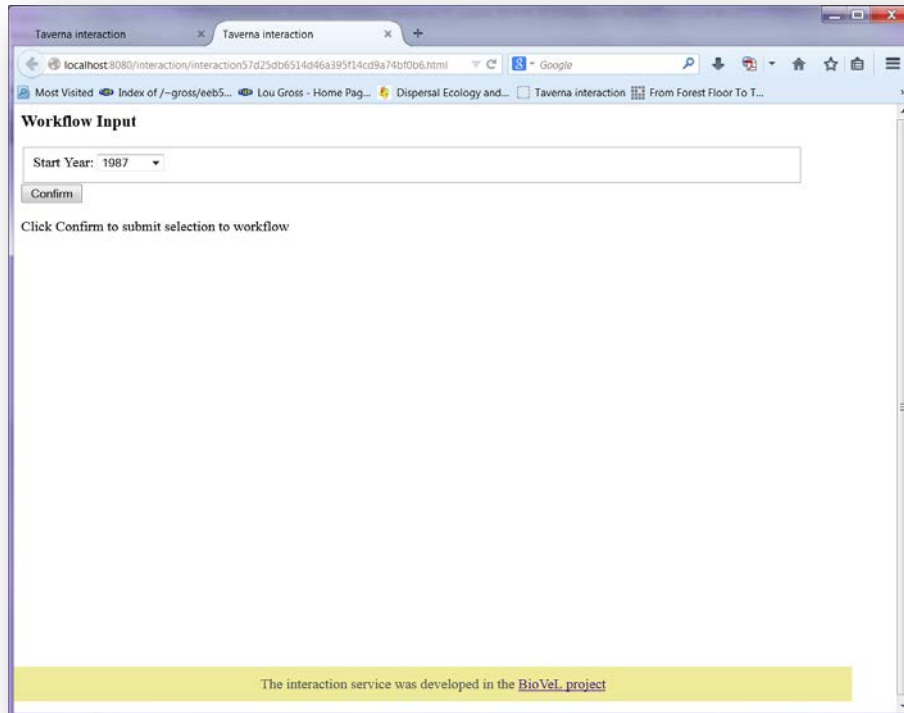 Taverna interaction
Taverna interaction
localhost:8080/interaction/interaction57d25db6514d46a395f14cd9a74bf0b6.html
8 - Google
Most Visited Index of /~gross/eeb5... Lou Gross - Home Pag... Dispersal Ecology and... Taverna interaction From Forest Floor To T...
Workflow Input
Start Year: 1987
Confirm
Click Confirm to submit selection to workflow
The interaction service was developed in the BioVeL project